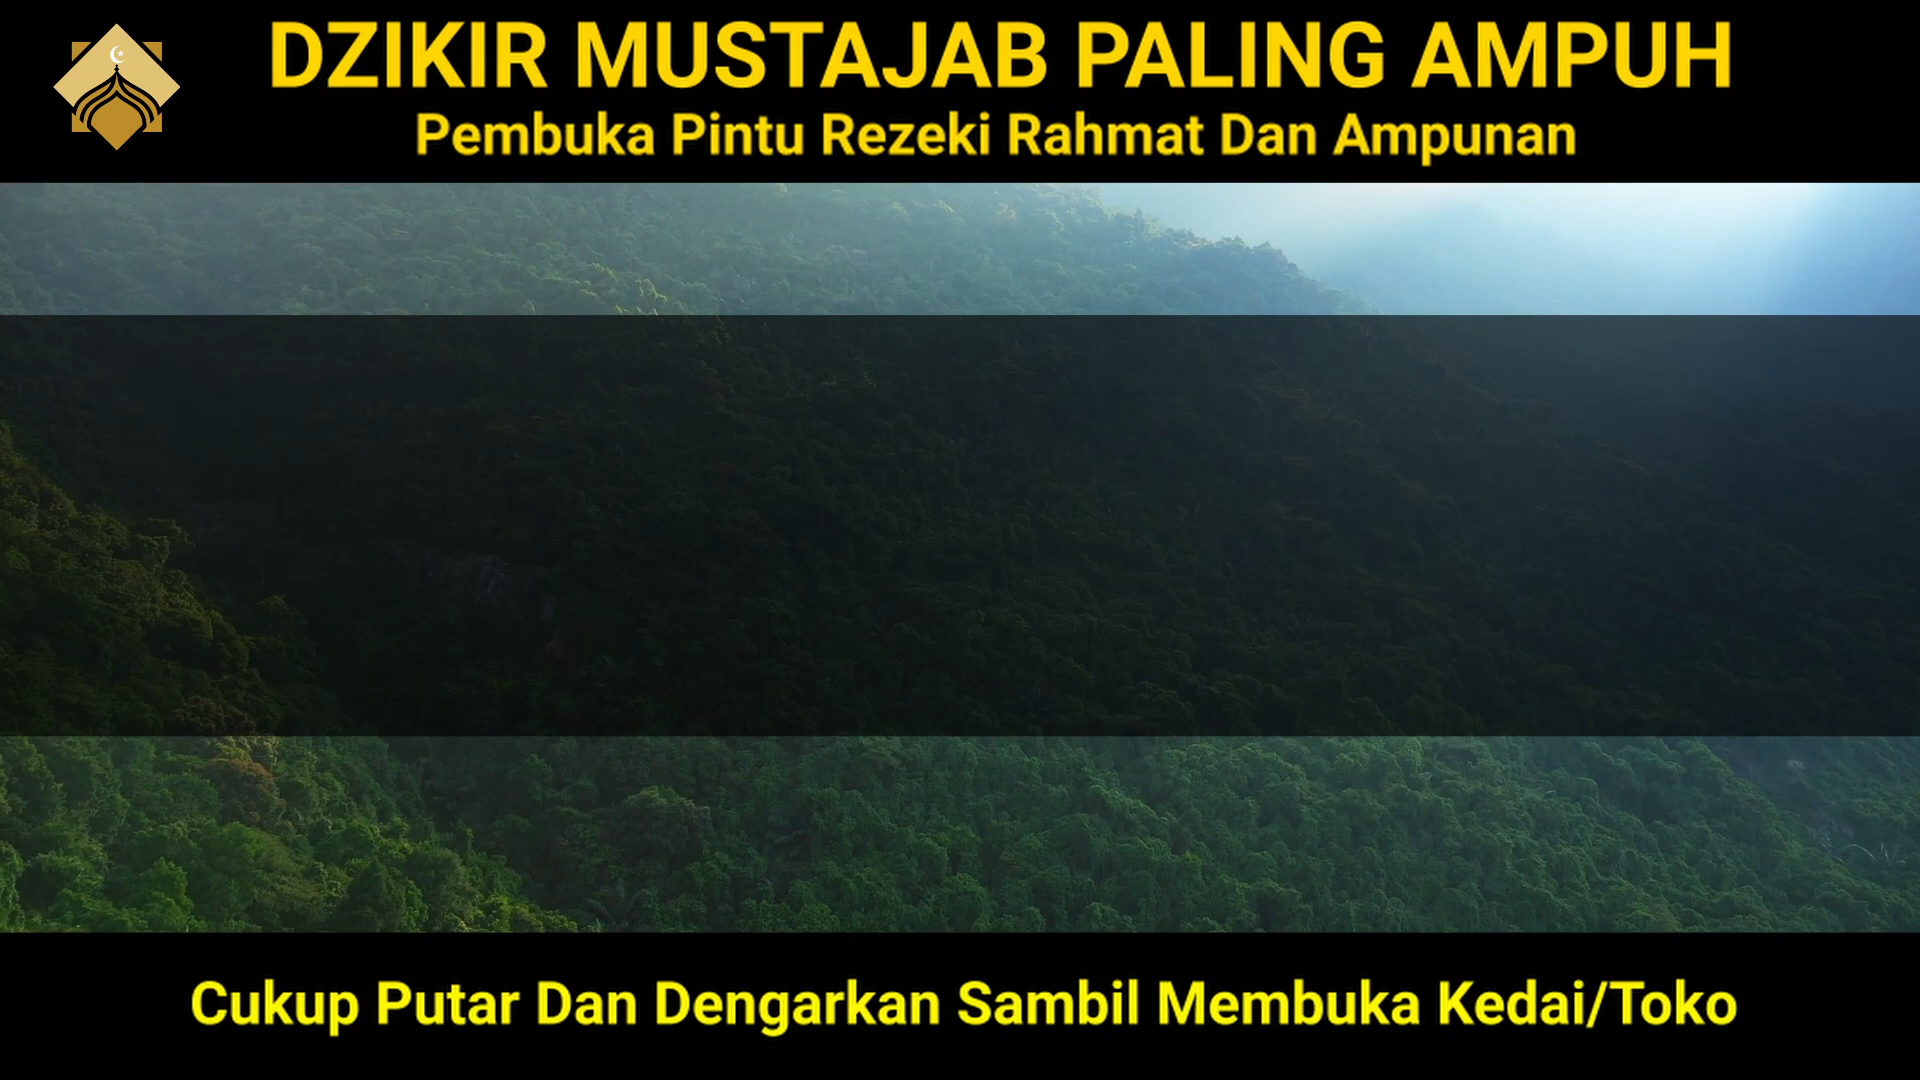 DZIKIR MUSTAJAB PALING AMPUH
Pembuka Pintu Rezeki Rahmat Dan Ampunan
Cukup Putar Dan Dengarkan Sambil Membuka Kedai/Toko